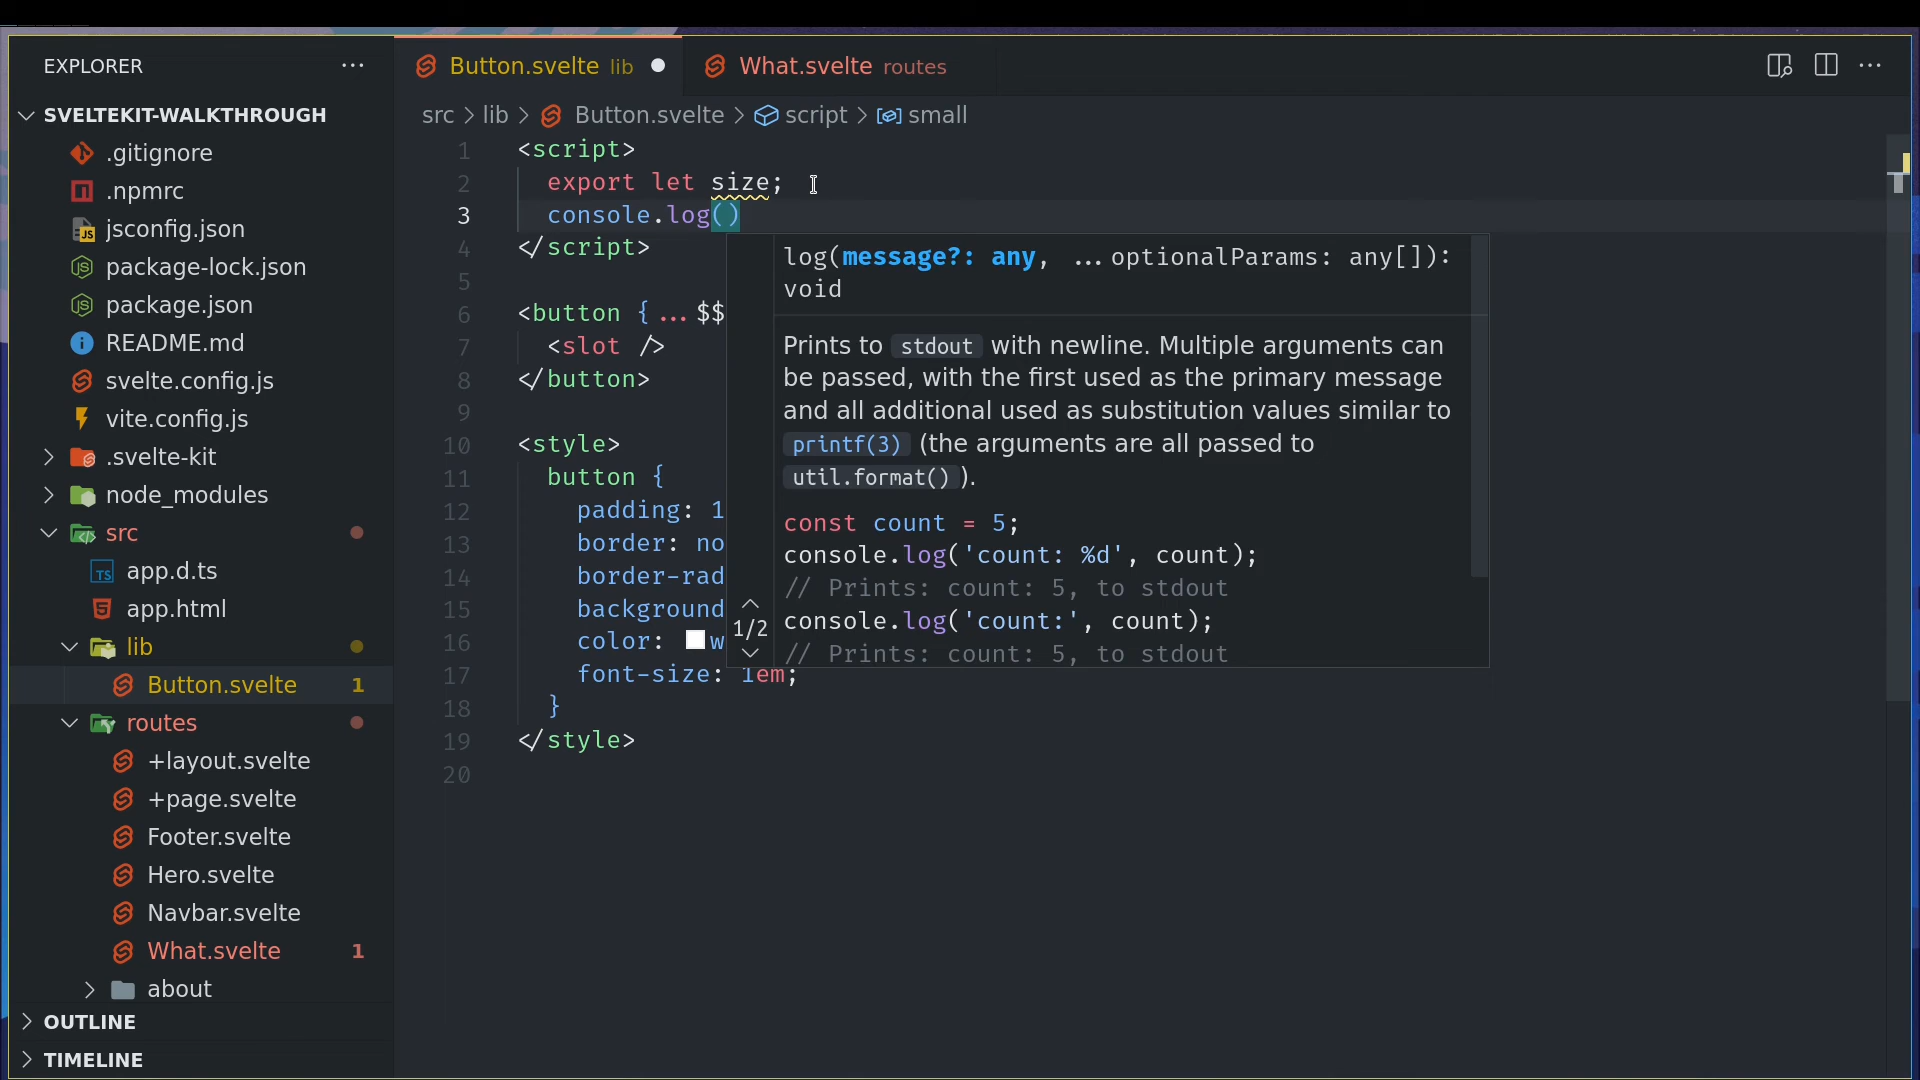 EXPLORER
SVELTEKIT-WALKTHROUGH
.gitignore
.npmrc
jsconfig.json
package-lock.json
package.json
README.md
svelte.config.js
vite.config.js
.svelte-kit
node_modules
src
app.d.ts
app.html
lib
Button.svelte 1
routes
+layout.svelte
+page.svelte
Footer.svelte
Hero.svelte
Navbar.svelte
What.svelte 1
about
OUTLINE
TIMELINE
Button.svelte lib
What.svelte routes
src > lib > Button.svelte > script > small
1 <script>
2 export let size;
3 console.log()
4 </script>
5
6 <button {...$$
7 <slot />
8 </button>
9
10 <style>
11 button {
12 padding: 1
13 border: no
14 border-rad
15 background
16 color: w
17 font-size: 1em;
18 }
19 </style>
20
log(message?: any, ...optionalParams: any[]):
void
Prints to stdout with newline. Multiple arguments can
be passed, with the first used as the primary message
and all additional used as substitution values similar to
printf(3) (the arguments are all passed to
util.format()).
const count = 5;
console.log('count: %d', count);
// Prints: count: 5, to stdout
console.log('count:', count);
// Prints: count: 5, to stdout
1/2